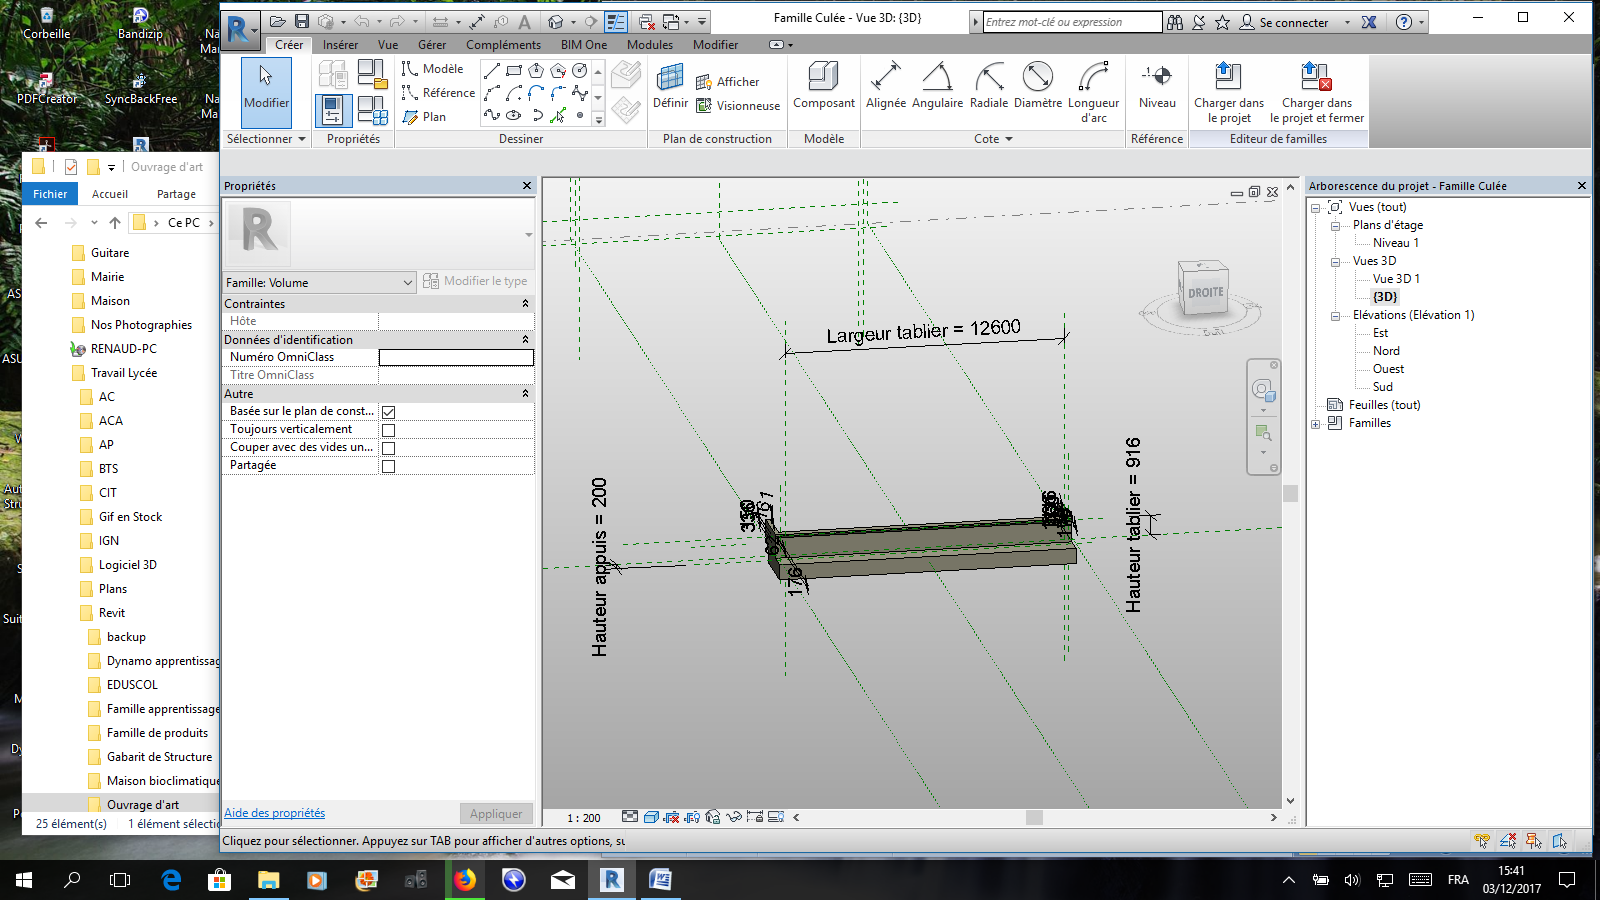 Corbeille
Bandizip
PDFCreator
SyncBackFree
Famille Culée - Vue 3D: {3D}
Entrez mot-clé ou expression
Se connecter
Créer
Insérer
Vue
Gérer
Compléments
BIM One
Modules
Modifier
Modifier
Modèle
Référence
Plan
Définir
Afficher
Visionneuse
Composant
Alignée
Angulaire
Radiale
Diamètre
Longueur
d'arc
Niveau
Charger dans
le projet
Charger dans
le projet et fermer
Sélectionner
Propriétés
Dessiner
Plan de construction
Modèle
Cote
Référence
Editeur de familles
Ouvrage d'art
Fichier
Accueil
Partage
Ce PC
Guitare
Mairie
Maison
Nos Photographies
RENAUD-PC
Travail Lycée
AC
ACA
AP
BTS
CIT
Gif en Stock
IGN
Logiciel 3D
Plans
Revit
backup
Dynamo apprentissag
EDUSCOL
Famille apprentissage
Famille de produits
Gabarit de Structure
Maison bioclimatique
Ouvrage d'art
25 élément(s)
1 élément sélectio
Propriétés
Famille: Volume
Modifier le type
Contraintes
Hôte
Données d'identification
Numéro OmniClass
Titre OmniClass
Autre
Basée sur le plan de const...
Toujours verticalement
Couper avec des vides un...
Partagée
Aide des propriétés
Appliquer
Largeur tablier = 12600
Hauteur appuis = 200
Hauteur tablier = 916
176
DROITE
1 : 200
Arborescence du projet - Famille Culée
Vues (tout)
Plans d'étage
Niveau 1
Vues 3D
Vue 3D 1
{3D}
Elévations (Elévation 1)
Est
Nord
Ouest
Sud
Feuilles (tout)
Familles
Cliquez pour sélectionner. Appuyez sur TAB pour afficher d'autres options, su
FRA
15:41
03/12/2017